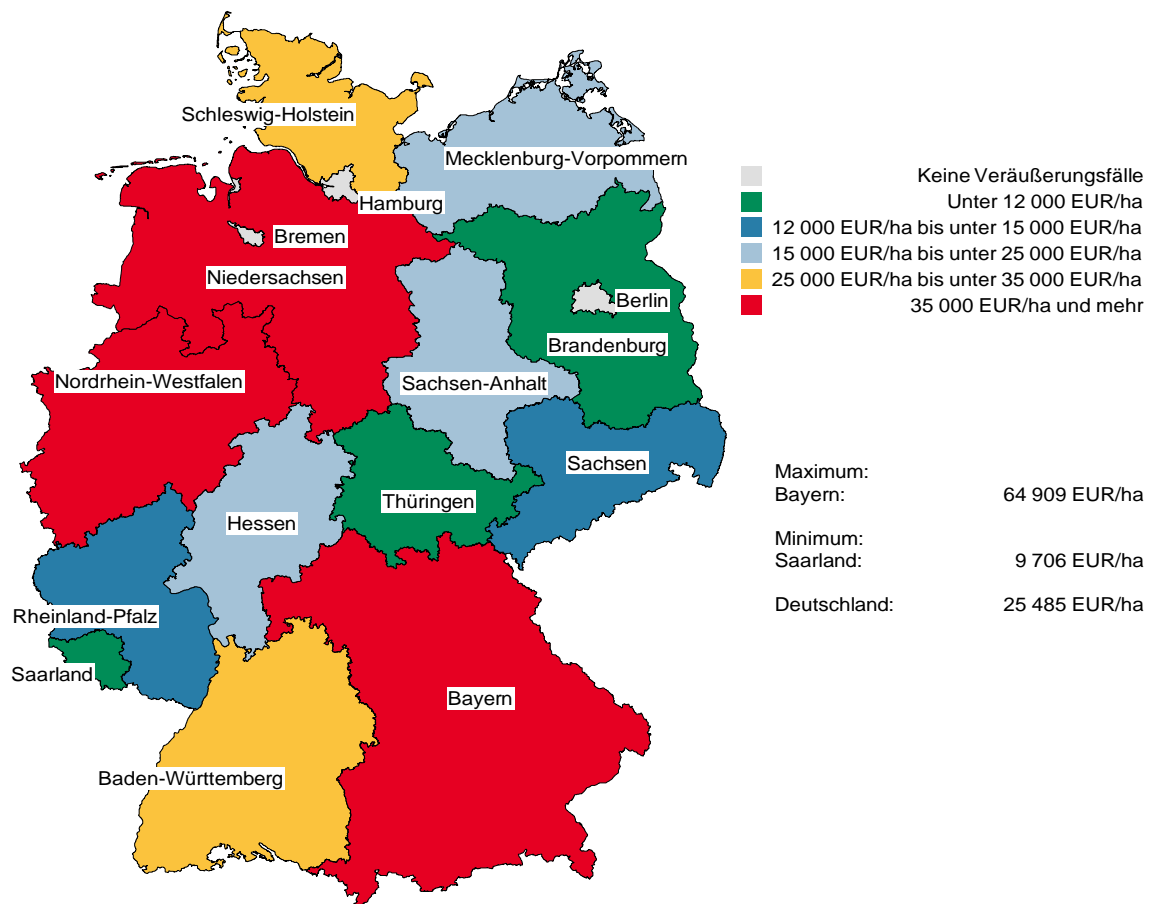 Schleswig-Holstein
Mecklenburg-Vorpommern
Hamburg
Bremen
Niedersachsen
Berlin
Brandenburg
Nordrhein-Westfalen
Sachsen-Anhalt
Sachsen
Thüringen
Hessen
Rheinland-Pfalz
Saarland
Bayern
Baden-Württemberg
Keine Veräußerungsfälle
Unter 12 000 EUR/ha
12 000 EUR/ha bis unter 15 000 EUR/ha
15 000 EUR/ha bis unter 25 000 EUR/ha
25 000 EUR/ha bis unter 35 000 EUR/ha
35 000 EUR/ha und mehr
Maximum:
Bayern: 64 909 EUR/ha
Minimum:
Saarland: 9 706 EUR/ha
Deutschland: 25 485 EUR/ha